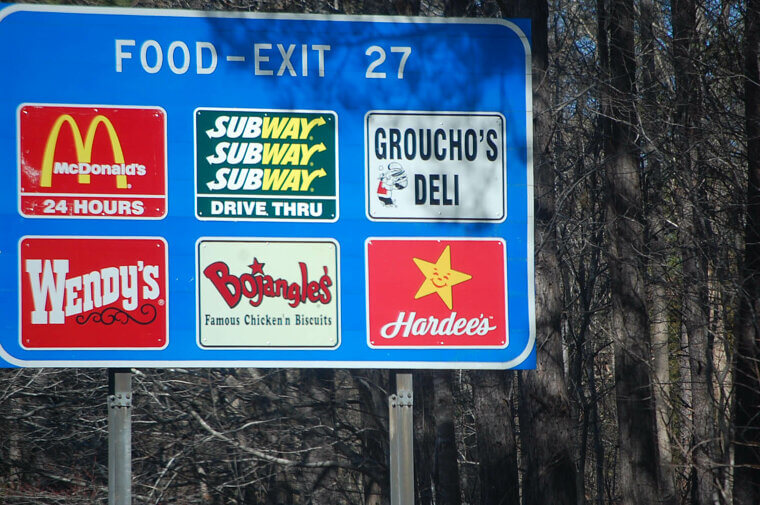 FOOD-EXIT 27
McDonald's
24 HOURS
SUBWAY
SUBWAY
SUBWAY
DRIVE THRU
GROUCHO'S
DELI
WENDY'S
Bojangles'
Famous Chicken'n Biscuits
Hardee's